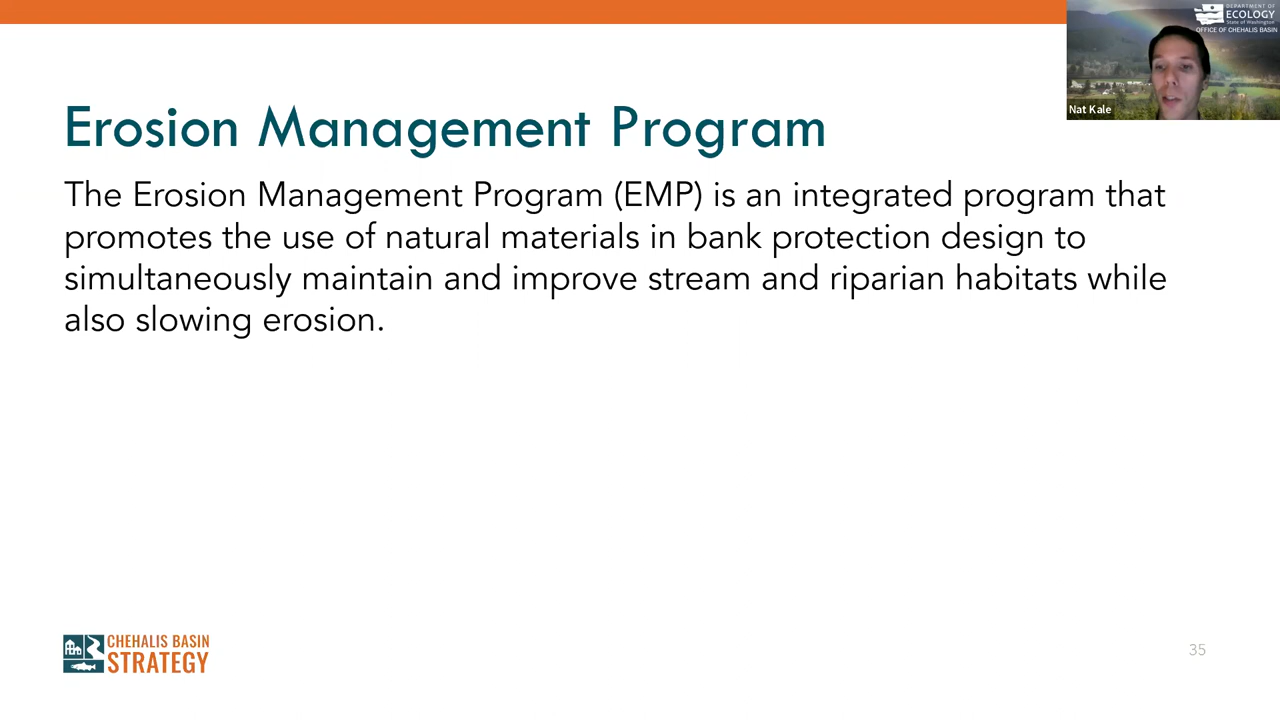 DEPARTMENT OF
ECOLOGY
State of Washington
OFFICE OF CHEHALIS BASIN
Nat Kale
Erosion Management Program
The Erosion Management Program (EMP) is an integrated program that
promotes the use of natural materials in bank protection design to
simultaneously maintain and improve stream and riparian habitats while
also slowing erosion.
CHEHALIS BASIN
STRATEGY
35